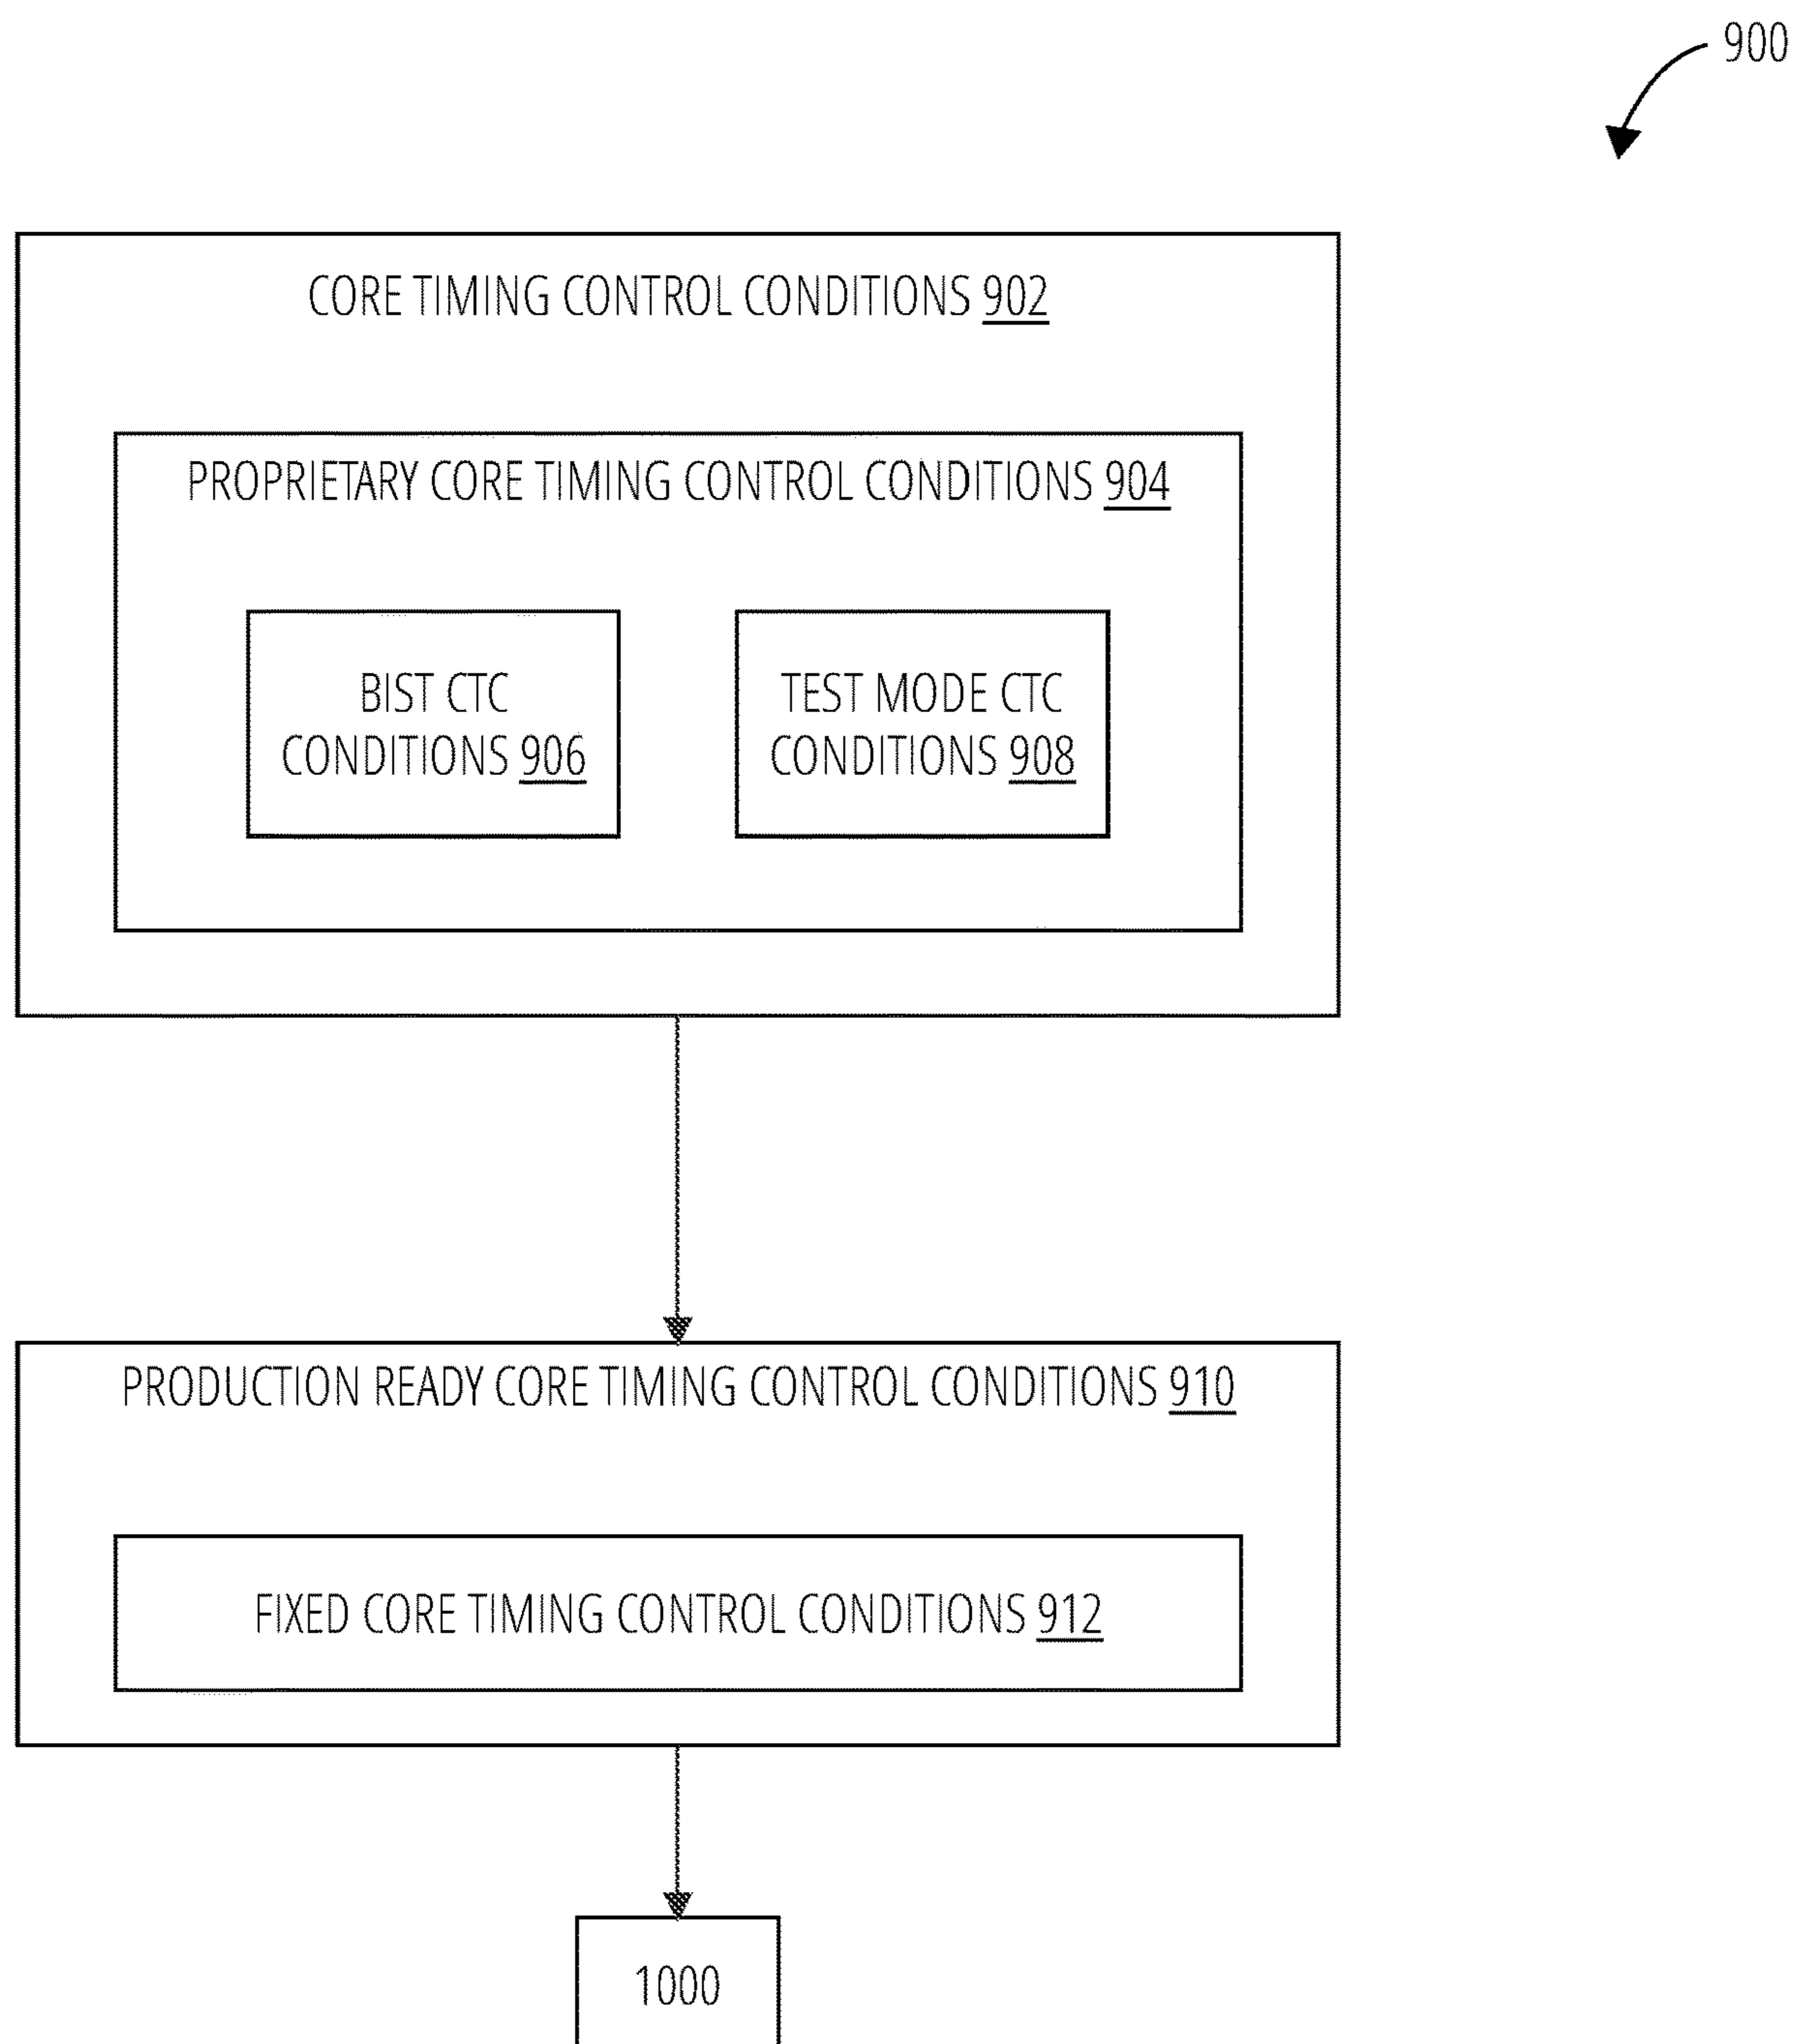 900
CORE TIMING CONTROL CONDITIONS 902
PROPRIETARY CORE TIMING CONTROL CONDITIONS 904
BIST CTC
CONDITIONS 906
TEST MODE CTC
CONDITIONS 908
PRODUCTION READY CORE TIMING CONTROL CONDITIONS 910
FIXED CORE TIMING CONTROL CONDITIONS 912
1000